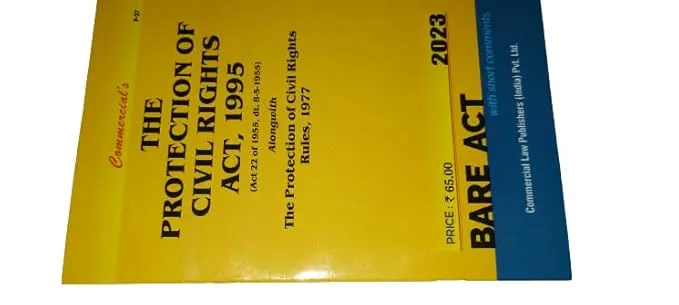 P-27
Commercial's
THE
PROTECTION OF
CIVIL RIGHTS
ACT, 1995
(Act 22 of 1955, dt. 8-5-1955)
Alongwith
The Protection of Civil Rights
Rules, 1977
2023
PRICE : ₹ 65.00
BARE ACT
with short comments
Commercial Law Publishers (India) Pvt. Ltd.